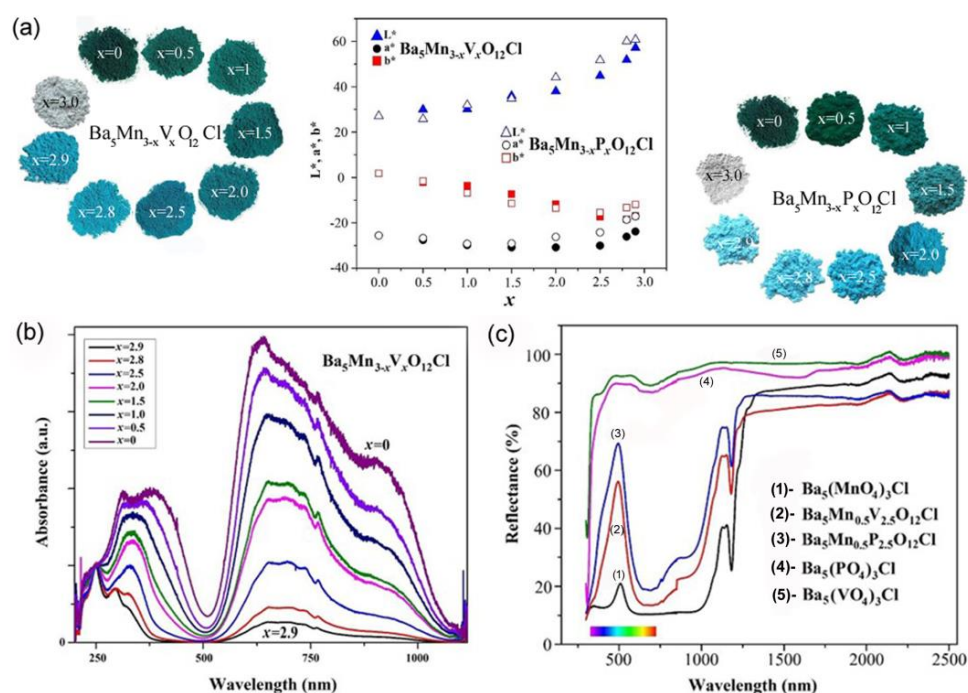 (a)
x=0
x=0.5
x=1
x=1.5
x=2.0
x=2.5
x=2.8
x=2.9
x=3.0
Ba₅Mn₃₋ₓVₓO₁₂Cl
L*, a*, b*
60
40
20
0
-20
-40
0.0 0.5 1.0 1.5 2.0 2.5 3.0
x
L*
a* Ba₅Mn₃₋ₓVₓO₁₂Cl
b*
L*
a* Ba₅Mn₃₋ₓPₓO₁₂Cl
b*
x=0
x=0.5
x=1
x=1.5
x=2.0
x=2.5
x=2.8
x=2.9
x=3.0
Ba₅Mn₃₋ₓPₓO₁₂Cl
(b)
x=2.9
x=2.8
x=2.5
x=2.0
x=1.5
x=1.0
x=0.5
x=0
Ba₅Mn₃₋ₓVₓO₁₂Cl
x=0
x=2.9
Absorbance (a.u.)
250 500 750 1000
Wavelength (nm)
(c)
Reflectance (%)
100
80
60
40
20
0
(5)
(4)
(3)
(2)
(1)
(1)- Ba₅(MnO₄)₃Cl
(2)- Ba₅Mn₀.₅V₂.₅O₁₂Cl
(3)- Ba₅Mn₀.₅P₂.₅O₁₂Cl
(4)- Ba₅(PO₄)₃Cl
(5)- Ba₅(VO₄)₃Cl
500 1000 1500 2000 2500
Wavelength (nm)